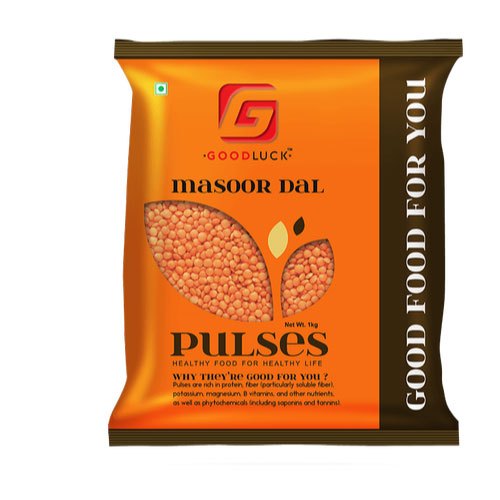 G
GOODLUCK™
MASOOR DAL
Net Wt. 1kg
PULSES
HEALTHY FOOD FOR HEALTHY LIFE
WHY THEY'RE GOOD FOR YOU ?
Pulses are rich in protein, fiber (particularly soluble fiber),
potassium, magnesium, B vitamins, and other nutrients,
as well as phytochemicals (including saponins and tannins).
GOOD FOOD FOR YOU